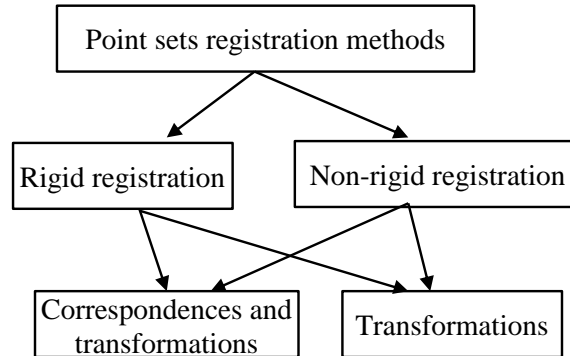 Point sets registration methods
Rigid registration
Non-rigid registration
Correspondences and
transformations
Transformations